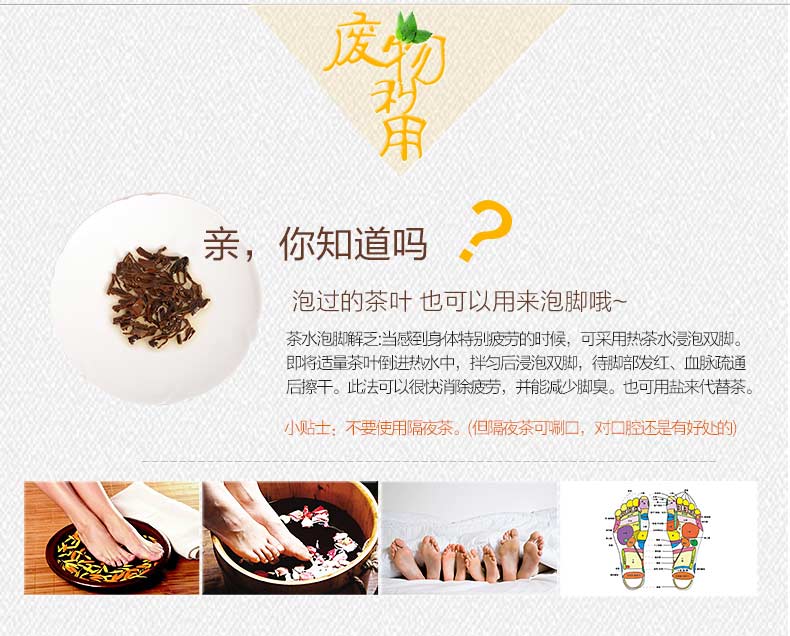 废物
利
用
亲，你知道吗？
泡过的茶叶 也可以用来泡脚哦~
茶水泡脚解乏:当感到身体特别疲劳的时候，可采用热茶水浸泡双脚。
即将适量茶叶倒进热水中，拌匀后浸泡双脚，待脚部发红、血脉疏通
后擦干。此法可以很快消除疲劳，并能减少脚臭。也可用盐来代替茶。
小贴士：不要使用隔夜茶。(但隔夜茶可唰口，对口腔还是有好处的)